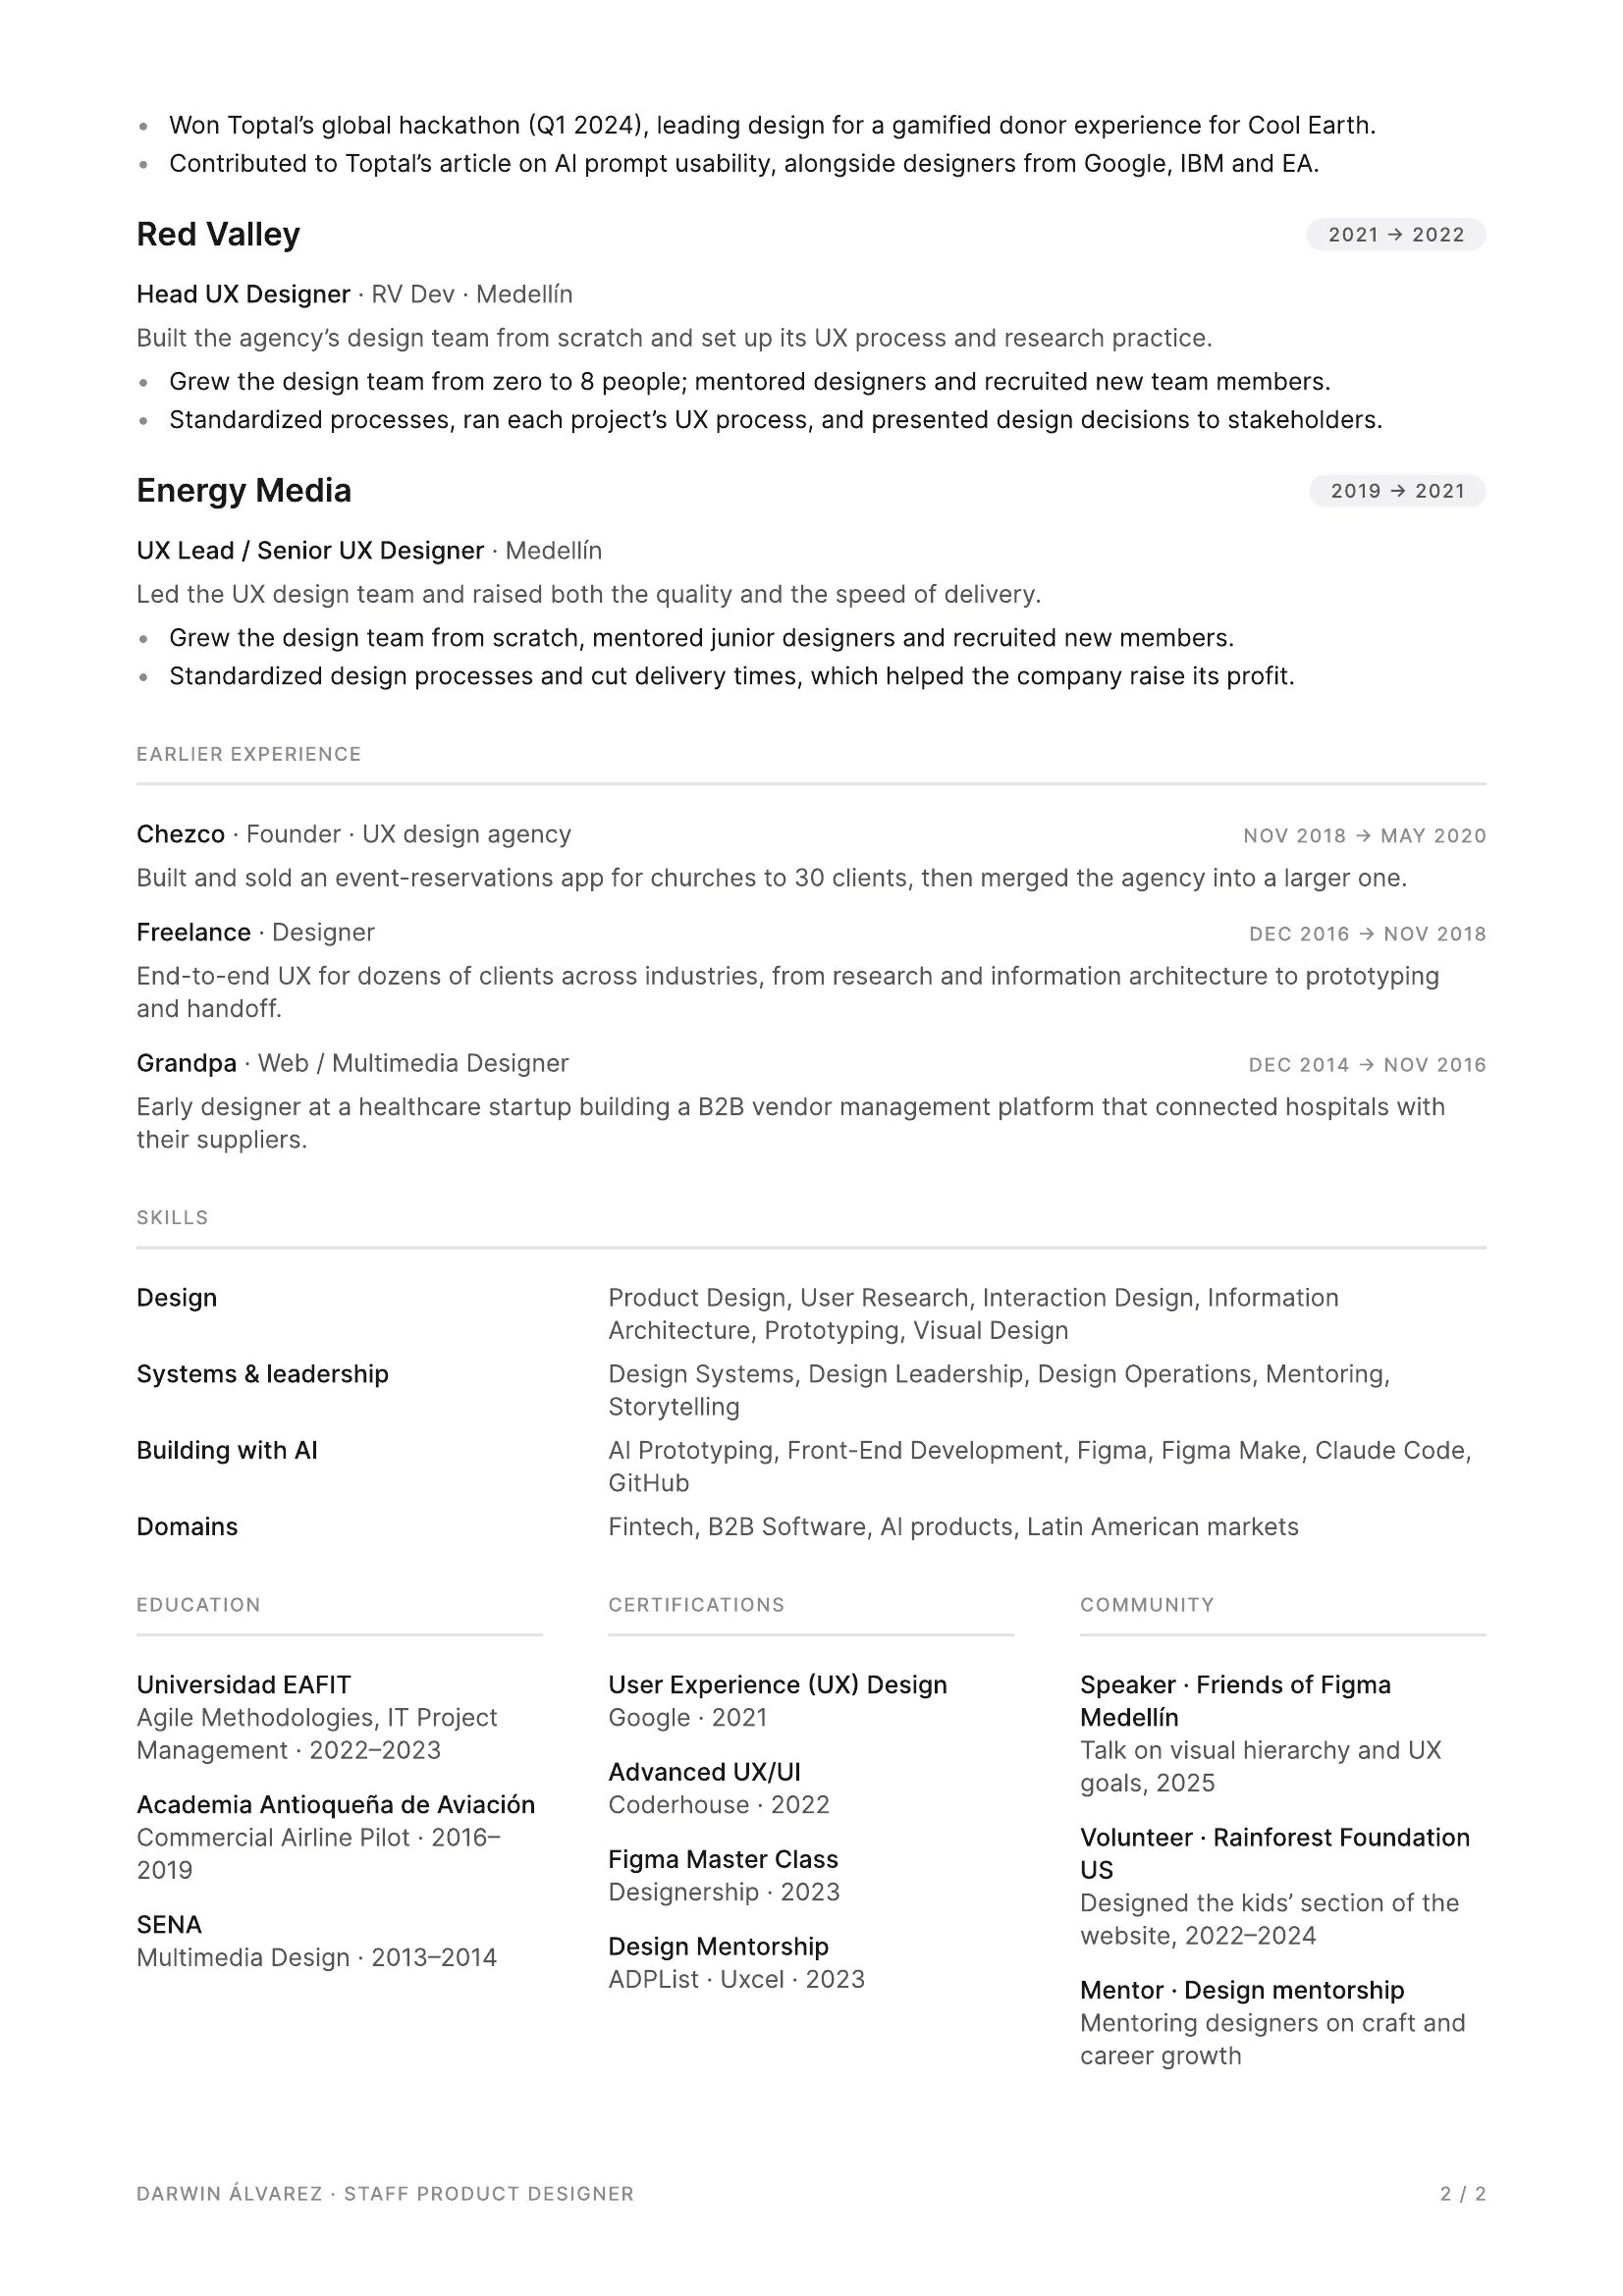 • Won Toptal’s global hackathon (Q1 2024), leading design for a gamified donor experience for Cool Earth.
• Contributed to Toptal’s article on AI prompt usability, alongside designers from Google, IBM and EA.
Red Valley 2021 → 2022
Head UX Designer · RV Dev · Medellín
Built the agency’s design team from scratch and set up its UX process and research practice.
• Grew the design team from zero to 8 people; mentored designers and recruited new team members.
• Standardized processes, ran each project’s UX process, and presented design decisions to stakeholders.
Energy Media 2019 → 2021
UX Lead / Senior UX Designer · Medellín
Led the UX design team and raised both the quality and the speed of delivery.
• Grew the design team from scratch, mentored junior designers and recruited new members.
• Standardized design processes and cut delivery times, which helped the company raise its profit.
EARLIER EXPERIENCE
Chezco · Founder · UX design agency NOV 2018 → MAY 2020
Built and sold an event-reservations app for churches to 30 clients, then merged the agency into a larger one.
Freelance · Designer DEC 2016 → NOV 2018
End-to-end UX for dozens of clients across industries, from research and information architecture to prototyping
and handoff.
Grandpa · Web / Multimedia Designer DEC 2014 → NOV 2016
Early designer at a healthcare startup building a B2B vendor management platform that connected hospitals with
their suppliers.
SKILLS
Design Product Design, User Research, Interaction Design, Information
Architecture, Prototyping, Visual Design
Systems & leadership Design Systems, Design Leadership, Design Operations, Mentoring,
Storytelling
Building with AI AI Prototyping, Front-End Development, Figma, Figma Make, Claude Code,
GitHub
Domains Fintech, B2B Software, AI products, Latin American markets
EDUCATION
Universidad EAFIT
Agile Methodologies, IT Project
Management · 2022–2023
Academia Antioqueña de Aviación
Commercial Airline Pilot · 2016–
2019
SENA
Multimedia Design · 2013–2014
CERTIFICATIONS
User Experience (UX) Design
Google · 2021
Advanced UX/UI
Coderhouse · 2022
Figma Master Class
Designership · 2023
Design Mentorship
ADPList · Uxcel · 2023
COMMUNITY
Speaker · Friends of Figma
Medellín
Talk on visual hierarchy and UX
goals, 2025
Volunteer · Rainforest Foundation
US
Designed the kids’ section of the
website, 2022–2024
Mentor · Design mentorship
Mentoring designers on craft and
career growth
DARWIN ÁLVAREZ · STAFF PRODUCT DESIGNER 2 / 2